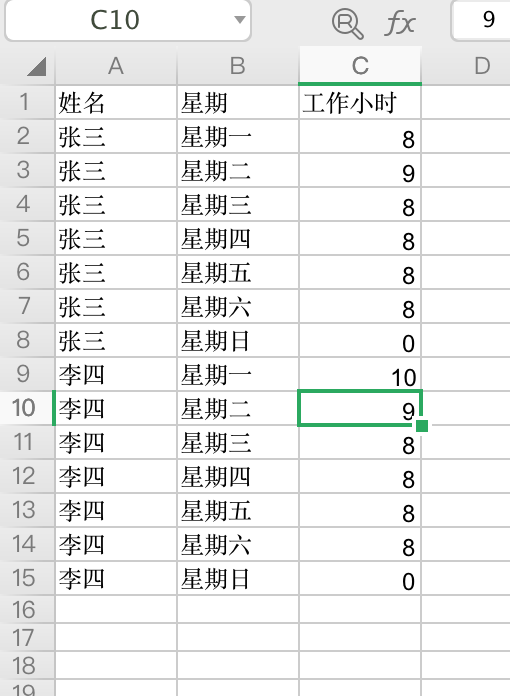 C10 fx 9
A B C D
1 姓名 星期 工作小时
2 张三 星期一 8
3 张三 星期二 9
4 张三 星期三 8
5 张三 星期四 8
6 张三 星期五 8
7 张三 星期六 8
8 张三 星期日 0
9 李四 星期一 10
10 李四 星期二 9
11 李四 星期三 8
12 李四 星期四 8
13 李四 星期五 8
14 李四 星期六 8
15 李四 星期日 0
16
17
18
19